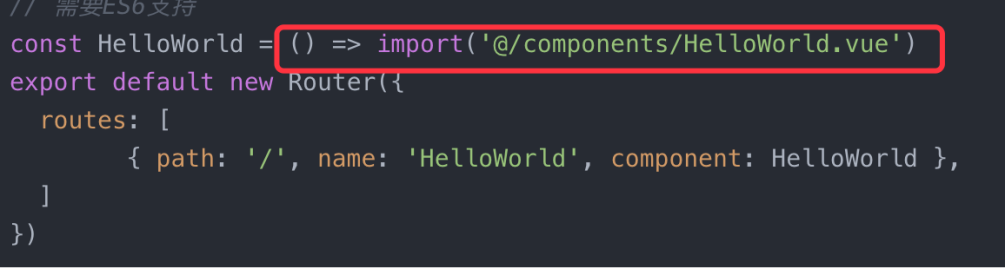 // 需要ES6支持
const HelloWorld = () => import('@/components/HelloWorld.vue')
export default new Router({
  routes: [
        { path: '/', name: 'HelloWorld', component: HelloWorld },
  ]
})